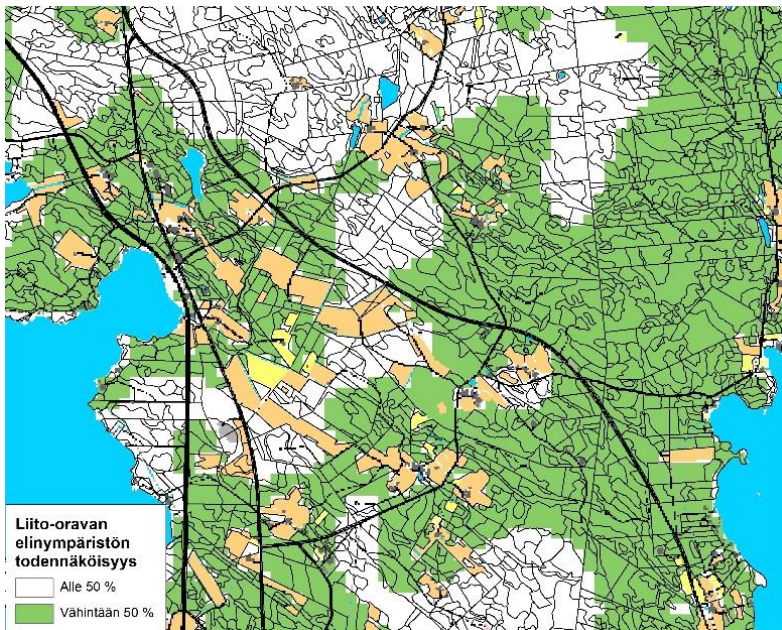 Liito-oravan
elinympäristön
todennäköisyys
Alle 50 %
Vähintään 50 %